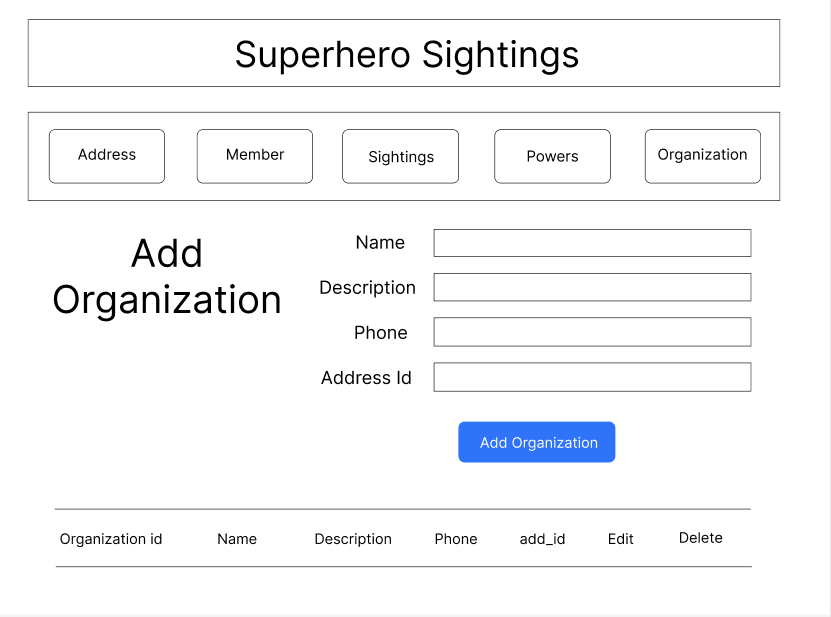 Superhero Sightings
Address Member Sightings Powers Organization
Add
Organization
Name
Description
Phone
Address Id
Add Organization
Organization id Name Description Phone add_id Edit Delete